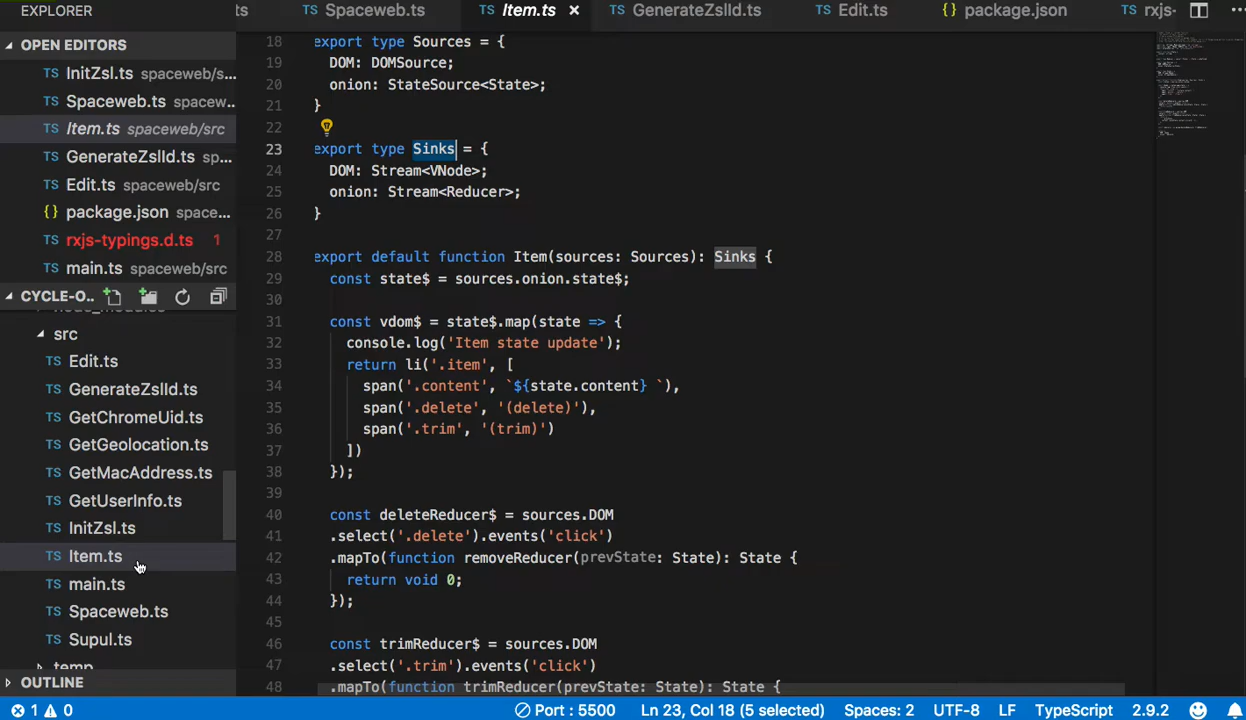 EXPLORER
ts
TS Spaceweb.ts
TS Item.ts ×
TS GenerateZslId.ts
TS Edit.ts
{} package.json
TS rxjs-
OPEN EDITORS
TS InitZsl.ts spaceweb/s...
TS Spaceweb.ts spacew...
TS Item.ts spaceweb/src
TS GenerateZslId.ts sp...
TS Edit.ts spaceweb/src
{} package.json space...
TS rxjs-typings.d.ts 1
TS main.ts spaceweb/src
CYCLE-O..
src
TS Edit.ts
TS GenerateZslId.ts
TS GetChromeUid.ts
TS GetGeolocation.ts
TS GetMacAddress.ts
TS GetUserInfo.ts
TS InitZsl.ts
TS Item.ts
TS main.ts
TS Spaceweb.ts
TS Supul.ts
temp
OUTLINE
18 export type Sources = {
19 DOM: DOMSource;
20 onion: StateSource<State>;
21 }
22
23 export type Sinks = {
24 DOM: Stream<VNode>;
25 onion: Stream<Reducer>;
26 }
27
28 export default function Item(sources: Sources): Sinks {
29 const state$ = sources.onion.state$;
30
31 const vdom$ = state$.map(state => {
32 console.log('Item state update');
33 return li('.item', [
34 span('.content', `${state.content} `),
35 span('.delete', '(delete)'),
36 span('.trim', '(trim)')
37 ])
38 });
39
40 const deleteReducer$ = sources.DOM
41 .select('.delete').events('click')
42 .mapTo(function removeReducer(prevState: State): State {
43 return void 0;
44 });
45
46 const trimReducer$ = sources.DOM
47 .select('.trim').events('click')
48 .mapTo(function trimReducer(prevState: State): State {
1 0
Port : 5500
Ln 23, Col 18 (5 selected)
Spaces: 2
UTF-8
LF
TypeScript
2.9.2